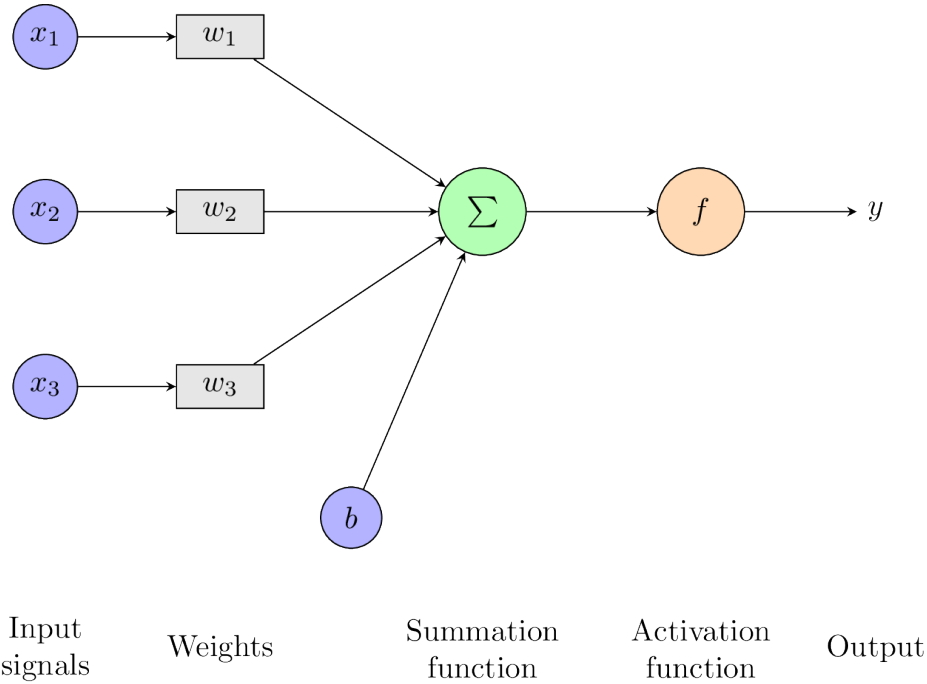 x₁ w₁
x₂ w₂ ∑ f y
x₃ w₃
b
Input signals
Weights
Summation function
Activation function
Output